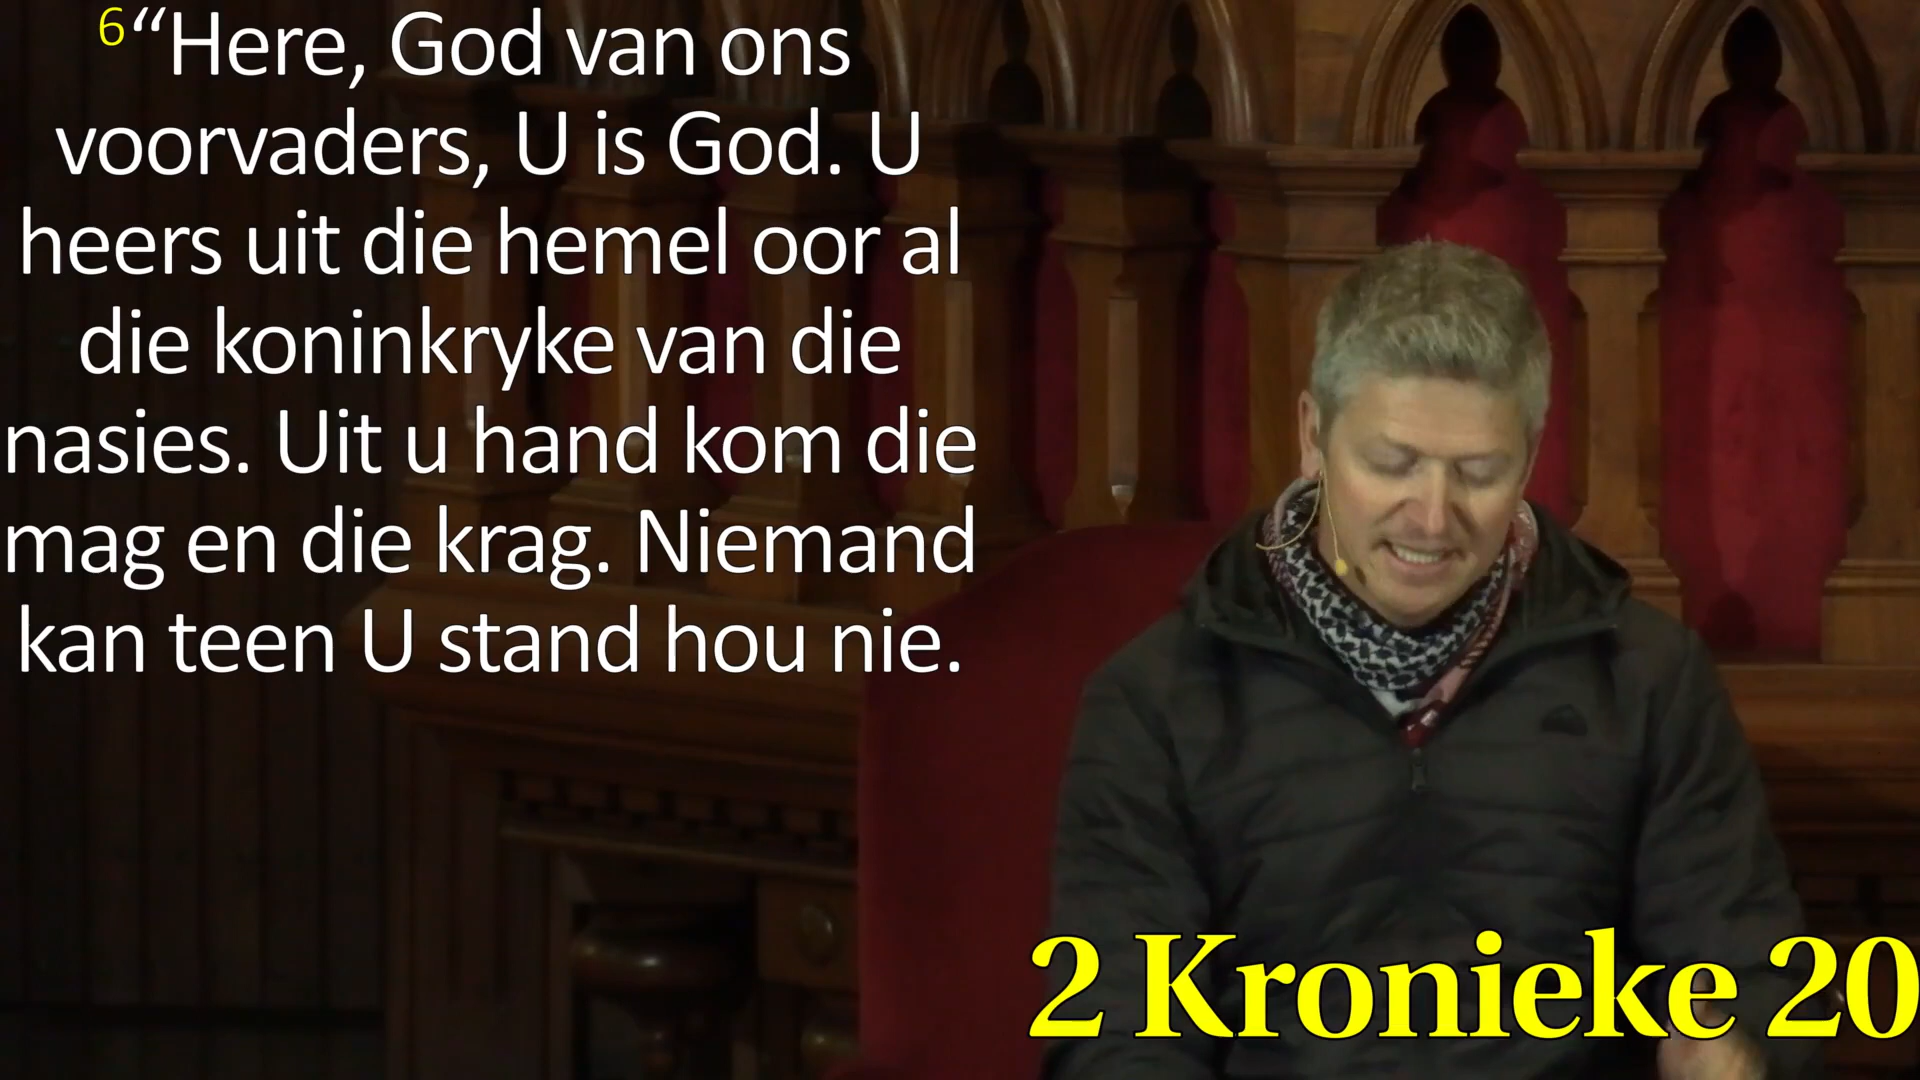 6“Here, God van ons
voorvaders, U is God. U
heers uit die hemel oor al
die koninkryke van die
nasies. Uit u hand kom die
mag en die krag. Niemand
kan teen U stand hou nie.
2 Kronieke 20